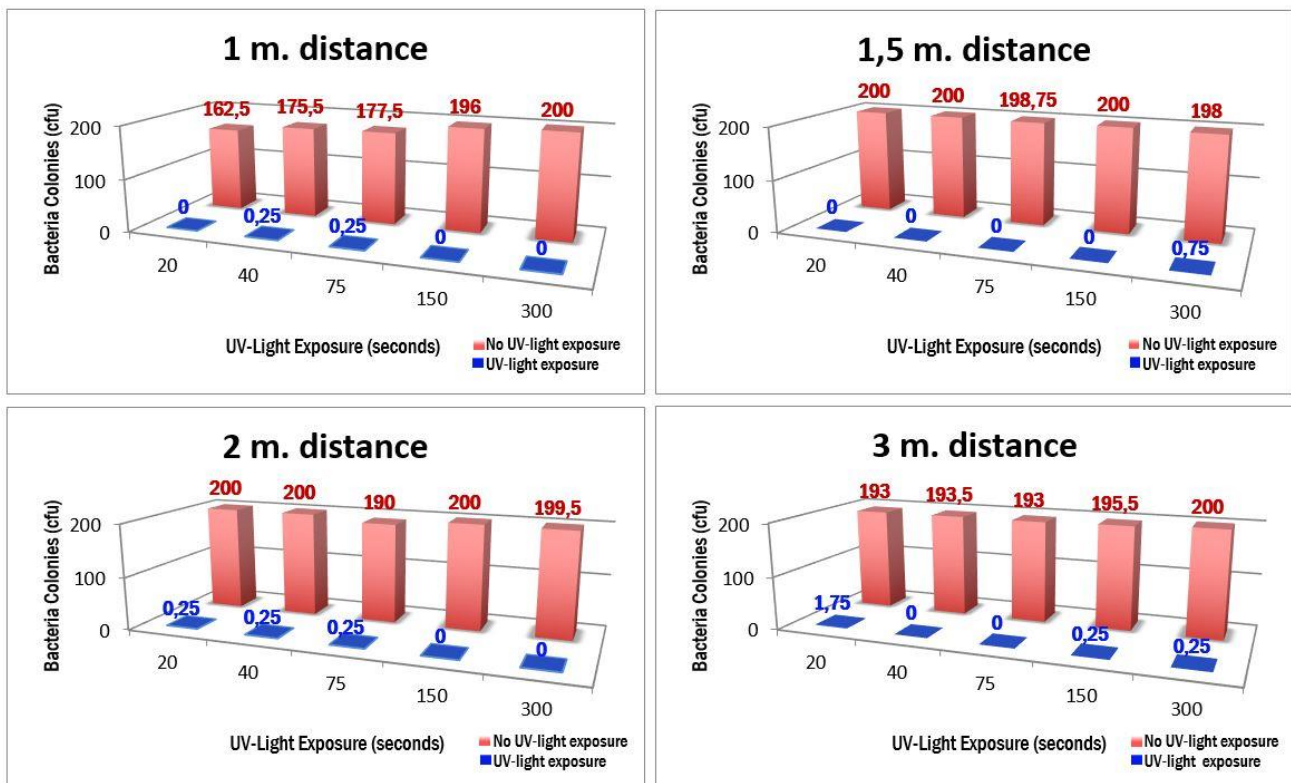 1 m. distance
Bacteria Colonies (cfu)
200
100
0
162,5 175,5 177,5 196 200
0 0,25 0,25 0 0
20 40 75 150 300
UV-Light Exposure (seconds)
No UV-light exposure
UV-light exposure
1,5 m. distance
Bacteria Colonies (cfu)
200
100
0
200 200 198,75 200 198
0 0 0 0 0,75
20 40 75 150 300
UV-Light Exposure (seconds)
No UV-light exposure
UV-light exposure
2 m. distance
Bacteria Colonies (cfu)
200
100
0
200 200 190 200 199,5
0,25 0,25 0,25 0 0
20 40 75 150 300
UV-Light Exposure (seconds)
No UV-light exposure
UV-light exposure
3 m. distance
Bacteria Colonies (cfu)
200
100
0
193 193,5 193 195,5 200
1,75 0 0 0,25 0,25
20 40 75 150 300
UV-Light Exposure (seconds)
No UV-light exposure
UV-light exposure